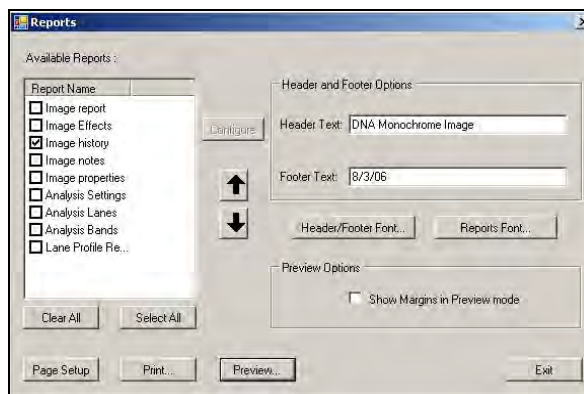 Reports
Available Reports :
Report Name
Image report
Image Effects
Image history
Image notes
Image properties
Analysis Settings
Analysis Lanes
Analysis Bands
Lane Profile Re...
Clear All
Select All
Configure
Header and Footer Options
Header Text: DNA Monochrome Image
Footer Text: 8/3/06
Header/Footer Font...
Reports Font...
Preview Options
Show Margins in Preview mode
Page Setup
Print...
Preview...
Exit